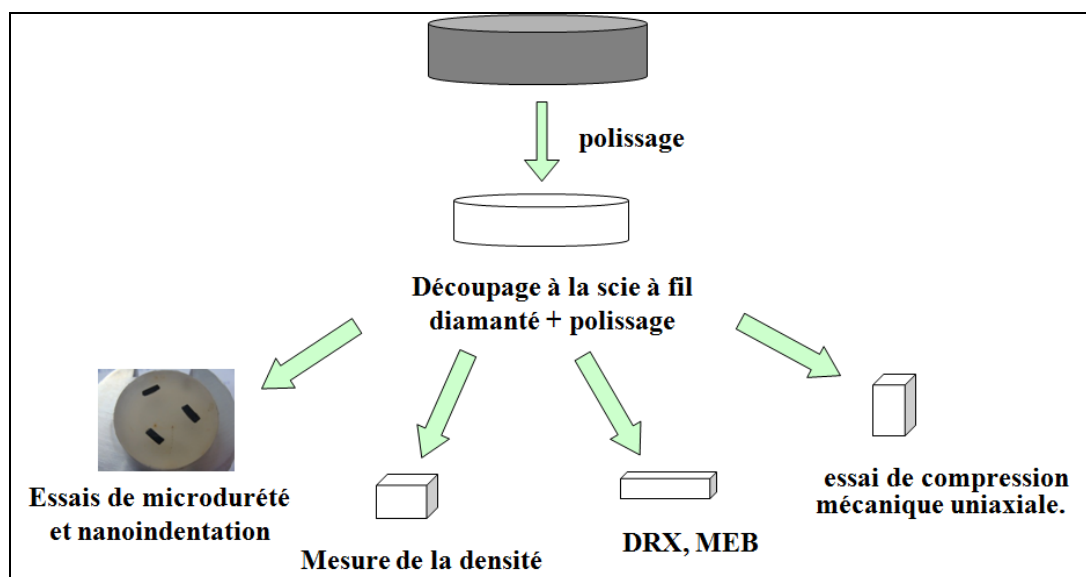 polissage
Découpage à la scie à fil
diamanté + polissage
Essais de microdurété
et nanoindentation
Mesure de la densité
DRX, MEB
essai de compression
mécanique uniaxiale.